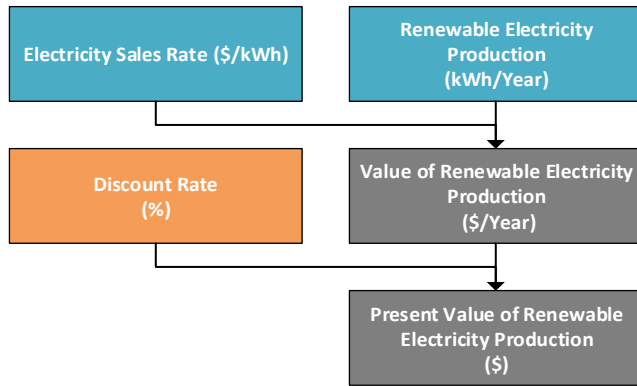 Electricity Sales Rate ($/kWh)
Renewable Electricity
Production
(kWh/Year)
Discount Rate
(%)
Value of Renewable Electricity
Production
($/Year)
Present Value of Renewable
Electricity Production
($)